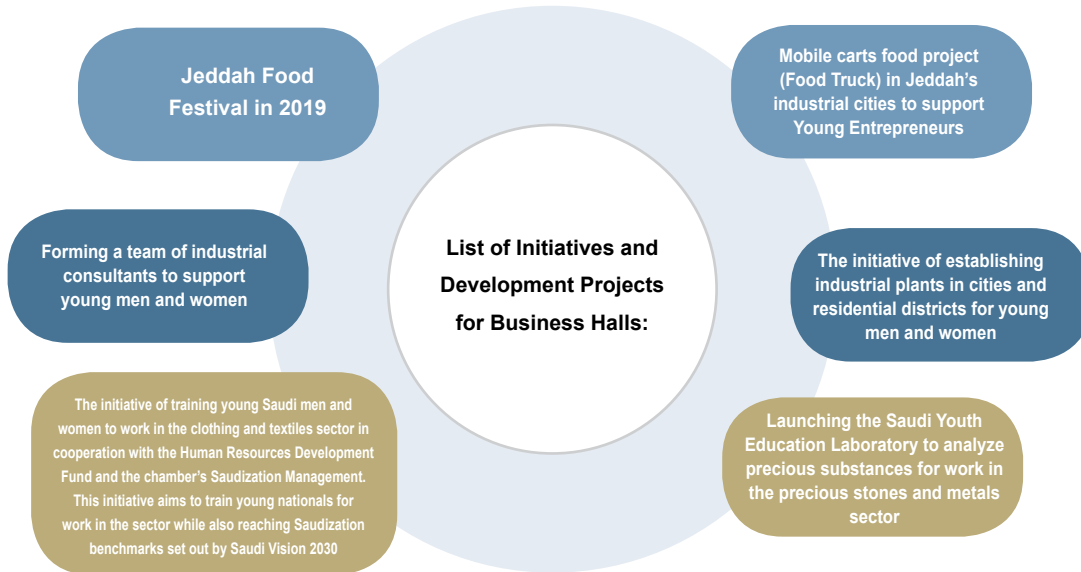 Jeddah Food
Festival in 2019
Mobile carts food project
(Food Truck) in Jeddah's
industrial cities to support
Young Entrepreneurs
List of Initiatives and
Development Projects
for Business Halls:
Forming a team of industrial
consultants to support
young men and women
The initiative of establishing
industrial plants in cities and
residential districts for young
men and women
The initiative of training young Saudi men and
women to work in the clothing and textiles sector in
cooperation with the Human Resources Development
Fund and the chamber's Saudization Management.
This initiative aims to train young nationals for
work in the sector while also reaching Saudization
benchmarks set out by Saudi Vision 2030
Launching the Saudi Youth
Education Laboratory to analyze
precious substances for work in
the precious stones and metals
sector